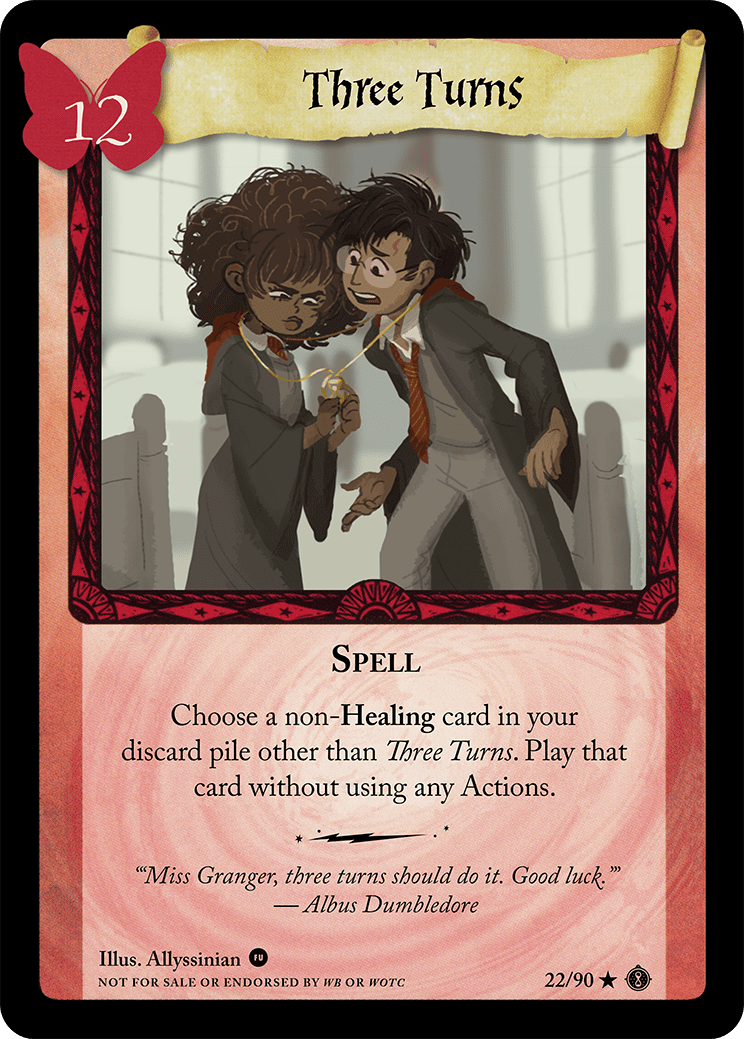 12
Three Turns
SPELL
Choose a non-Healing card in your
discard pile other than Three Turns. Play that
card without using any Actions.
“‘Miss Granger, three turns should do it. Good luck.’”
— Albus Dumbledore
Illus. Allyssinian FU
NOT FOR SALE OR ENDORSED BY WB OR WOTC
22/90 ★